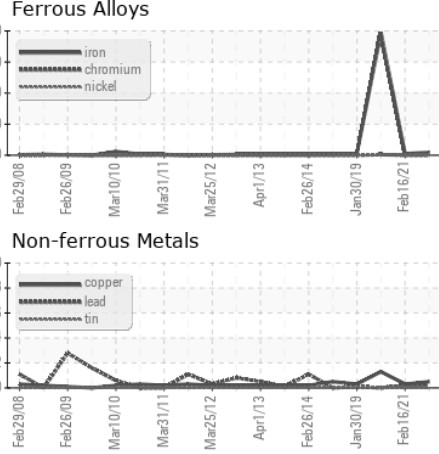 Ferrous Alloys
iron
chromium
nickel
Feb29/08
Feb26/09
Mar10/10
Mar31/11
Mar25/12
Apr1/13
Feb26/14
Jan30/19
Feb16/21
Non-ferrous Metals
copper
lead
tin
Feb29/08
Feb26/09
Mar10/10
Mar31/11
Mar25/12
Apr1/13
Feb26/14
Jan30/19
Feb16/21